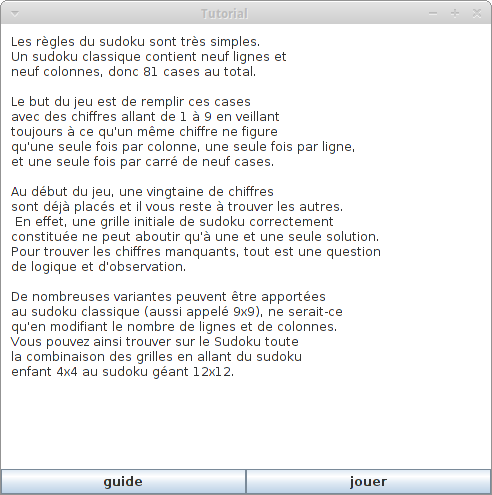 Tutorial
Les règles du sudoku sont très simples.
Un sudoku classique contient neuf lignes et
neuf colonnes, donc 81 cases au total.
Le but du jeu est de remplir ces cases
avec des chiffres allant de 1 à 9 en veillant
toujours à ce qu'un même chiffre ne figure
qu'une seule fois par colonne, une seule fois par ligne,
et une seule fois par carré de neuf cases.
Au début du jeu, une vingtaine de chiffres
sont déjà placés et il vous reste à trouver les autres.
En effet, une grille initiale de sudoku correctement
constituée ne peut aboutir qu'à une et une seule solution.
Pour trouver les chiffres manquants, tout est une question
de logique et d'observation.
De nombreuses variantes peuvent être apportées
au sudoku classique (aussi appelé 9x9), ne serait-ce
qu'en modifiant le nombre de lignes et de colonnes.
Vous pouvez ainsi trouver sur le Sudoku toute
la combinaison des grilles en allant du sudoku
enfant 4x4 au sudoku géant 12x12.
guide
jouer